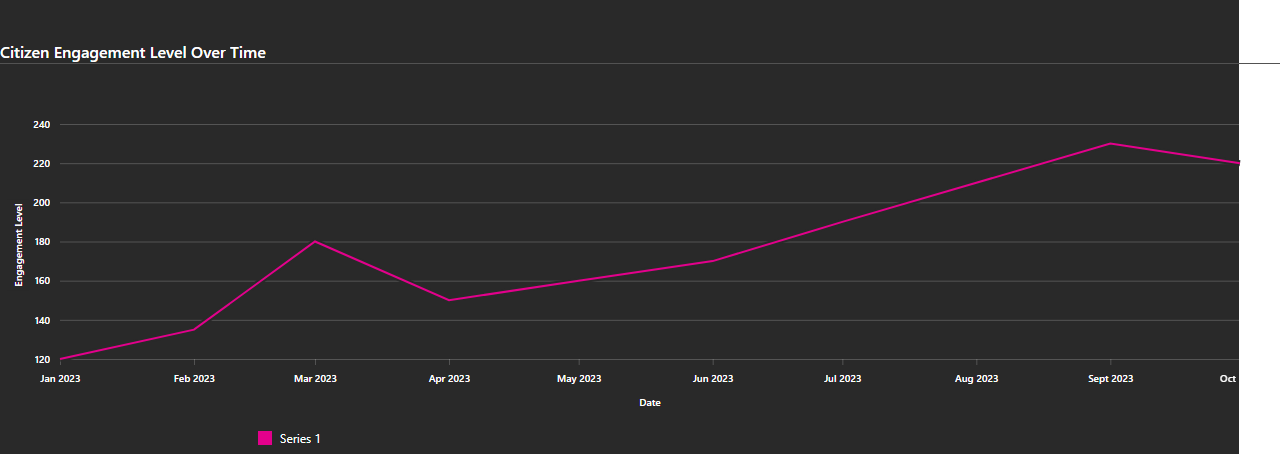 Citizen Engagement Level Over Time
240
220
200
180
160
140
120
Engagement Level
Jan 2023 Feb 2023 Mar 2023 Apr 2023 May 2023 Jun 2023 Jul 2023 Aug 2023 Sept 2023 Oct
Date
Series 1